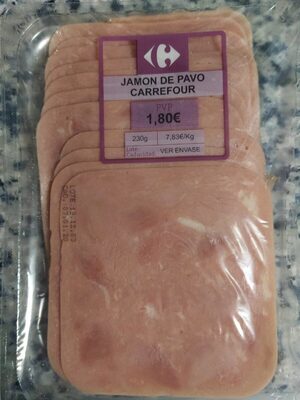 JAMON DE PAVO
CARREFOUR
PVP
1,80€
230g 7,83€/Kg
Lote
Caducidad: VER ENVASE